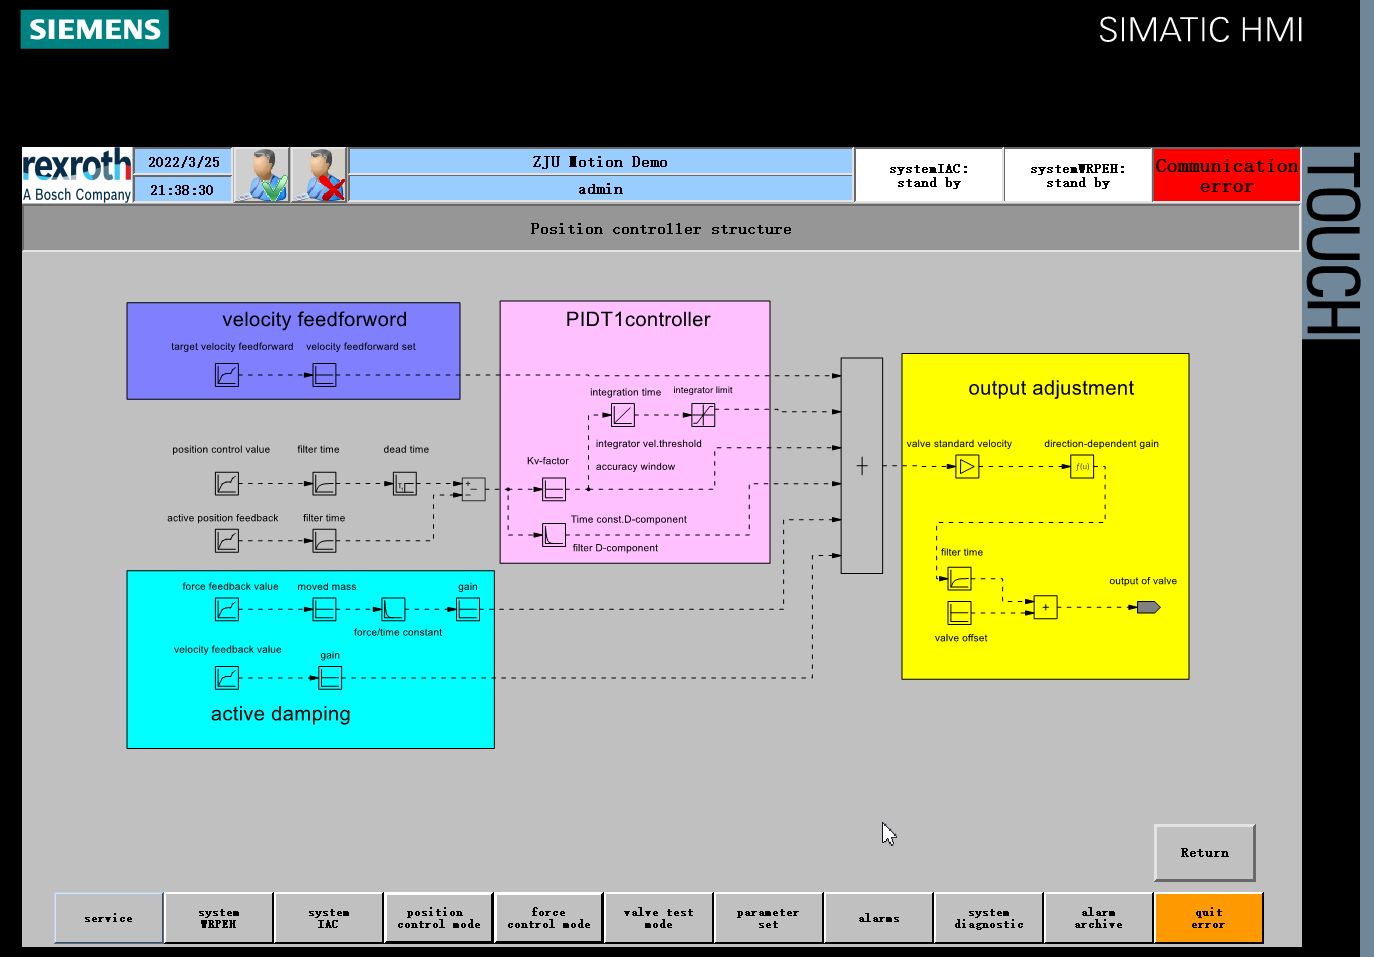 SIEMENS
SIMATIC HMI
TOUCH
rexroth
A Bosch Company
2022/3/25
21:38:30
ZJU Motion Demo
admin
systemIAC:
stand by
systemWRPEH:
stand by
Communication
error
Position controller structure
velocity feedforword
target velocity feedforward
velocity feedforward set
PIDT1controller
integration time
integrator limit
integrator vel.threshold
accuracy window
Kv-factor
Time const.D-component
filter D-component
position control value
filter time
dead time
active position feedback
filter time
force feedback value
moved mass
gain
force/time constant
velocity feedback value
gain
active damping
+
output adjustment
valve standard velocity
direction-dependent gain
f(u)
filter time
valve offset
+
output of valve
Return
service
system
WRPEH
system
IAC
position
control mode
force
control mode
valve test
mode
parameter
set
alarms
system
diagnostic
alarm
archive
quit
error